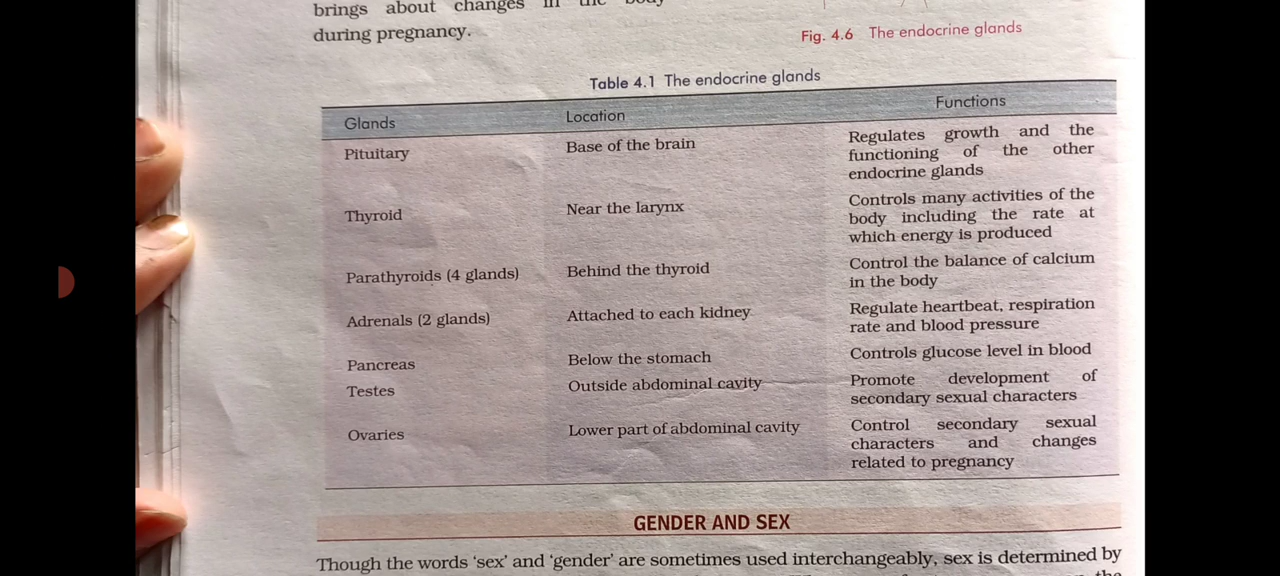 brings about changes in the body
during pregnancy.
Fig. 4.6 The endocrine glands
Table 4.1 The endocrine glands
Glands Location Functions
Pituitary Base of the brain Regulates growth and the
functioning of the other
endocrine glands
Thyroid Near the larynx Controls many activities of the
body including the rate at
which energy is produced
Parathyroids (4 glands) Behind the thyroid Control the balance of calcium
in the body
Adrenals (2 glands) Attached to each kidney Regulate heartbeat, respiration
rate and blood pressure
Pancreas Below the stomach Controls glucose level in blood
Testes Outside abdominal cavity Promote development of
secondary sexual characters
Ovaries Lower part of abdominal cavity Control secondary sexual
characters and changes
related to pregnancy
GENDER AND SEX
Though the words ‘sex’ and ‘gender’ are sometimes used interchangeably, sex is determined by
the